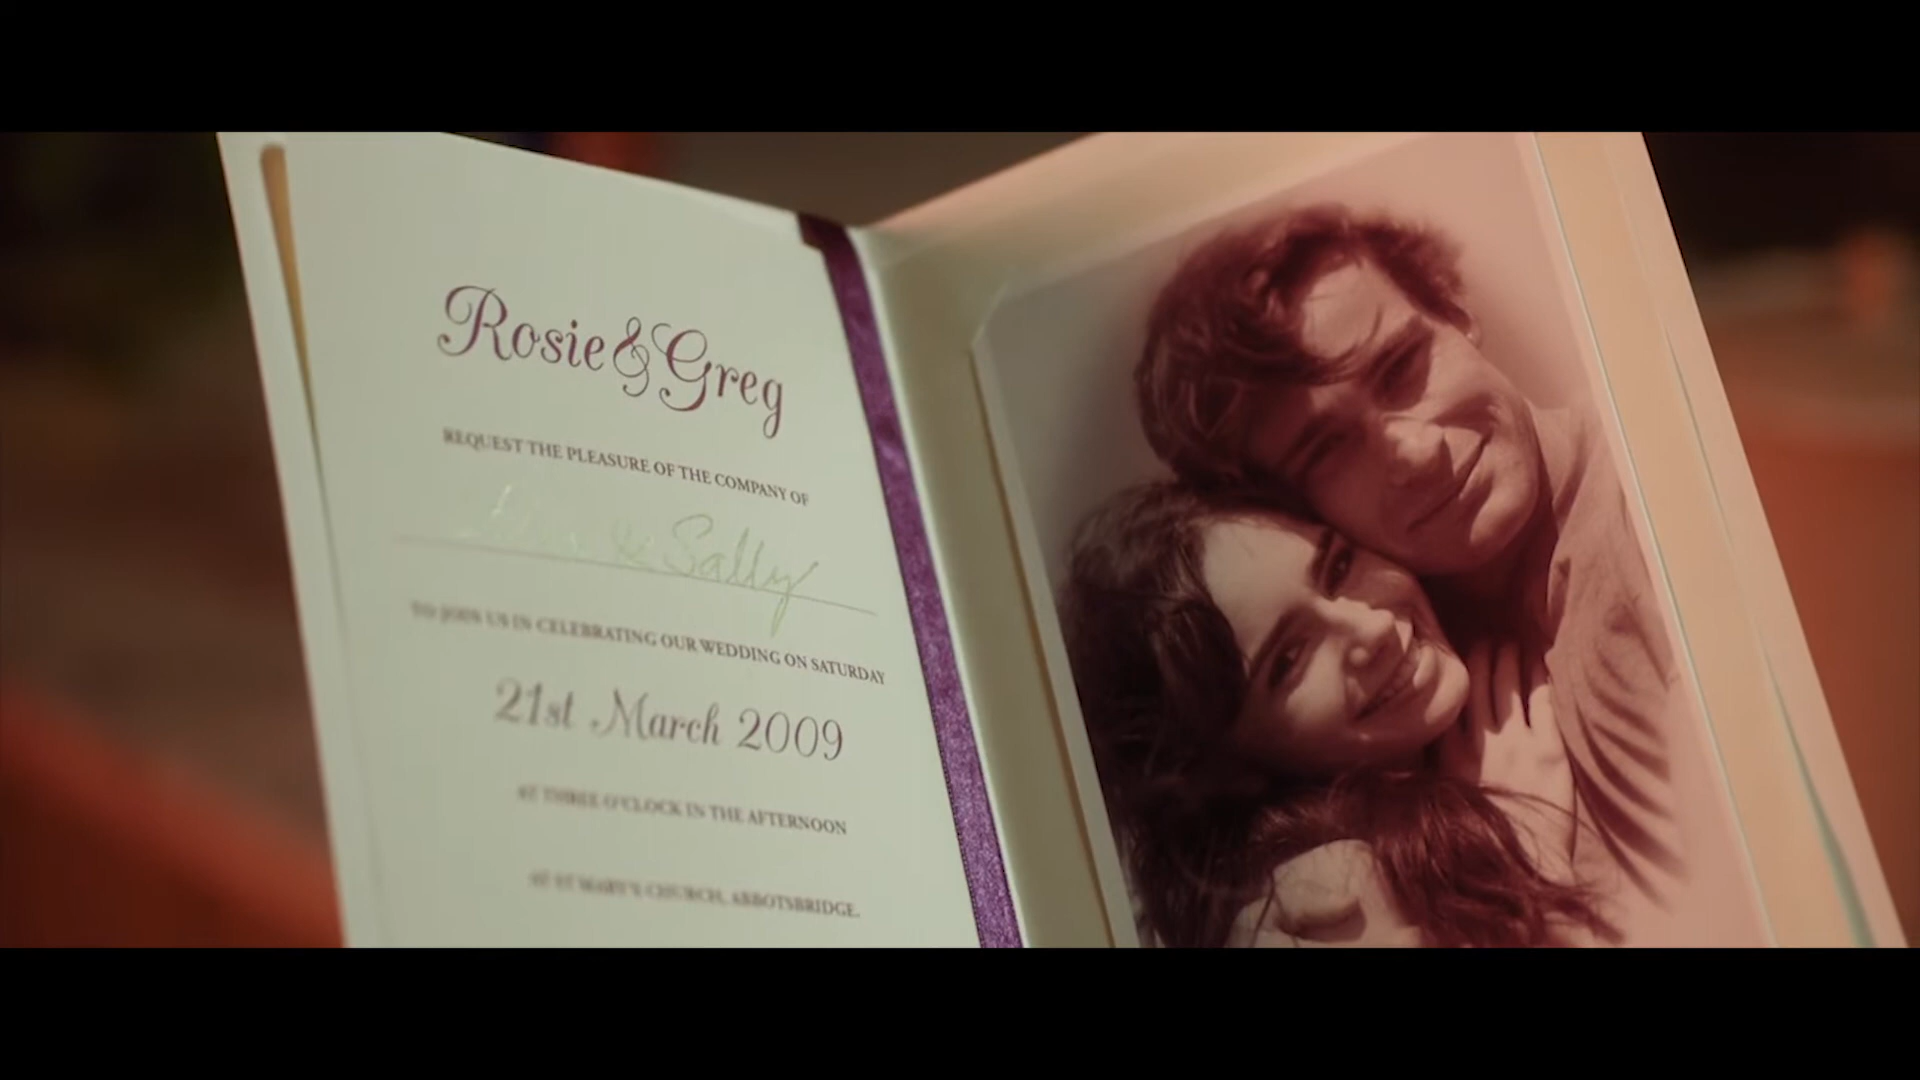 Rosie & Greg
REQUEST THE PLEASURE OF THE COMPANY OF
& Sally
TO JOIN US IN CELEBRATING OUR WEDDING ON SATURDAY
21st March 2009
AT THREE O'CLOCK IN THE AFTERNOON
AT ST MARY'S CHURCH, ABBOTSBRIDGE.